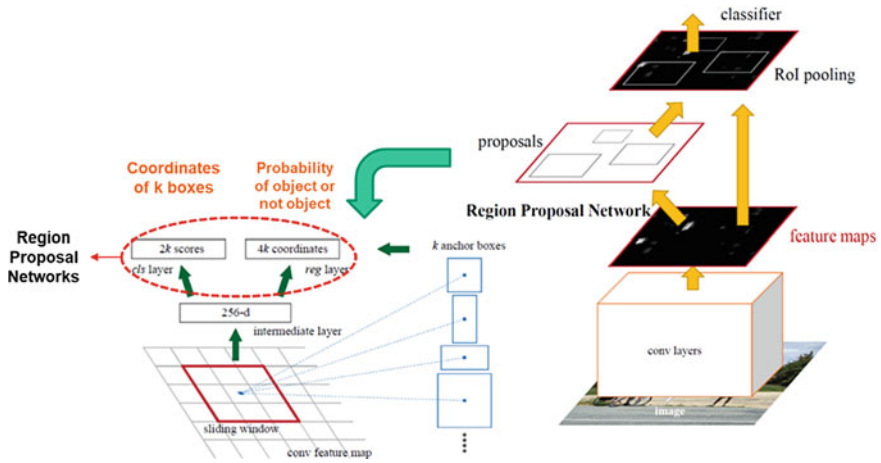 classifier
RoI pooling
proposals
Coordinates
of k boxes
Probability
of object or
not object
Region Proposal Network
feature maps
Region
Proposal
Networks
2k scores
4k coordinates
k anchor boxes
cls layer
reg layer
256-d
intermediate layer
conv layers
image
sliding window
conv feature map